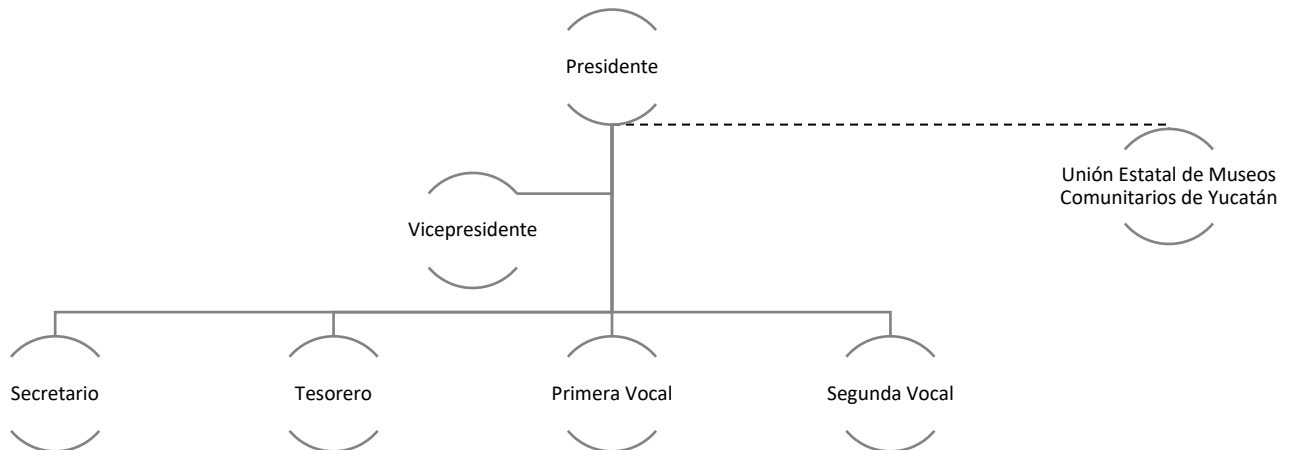 Presidente
Unión Estatal de Museos
Comunitarios de Yucatán
Vicepresidente
Secretario
Tesorero
Primera Vocal
Segunda Vocal